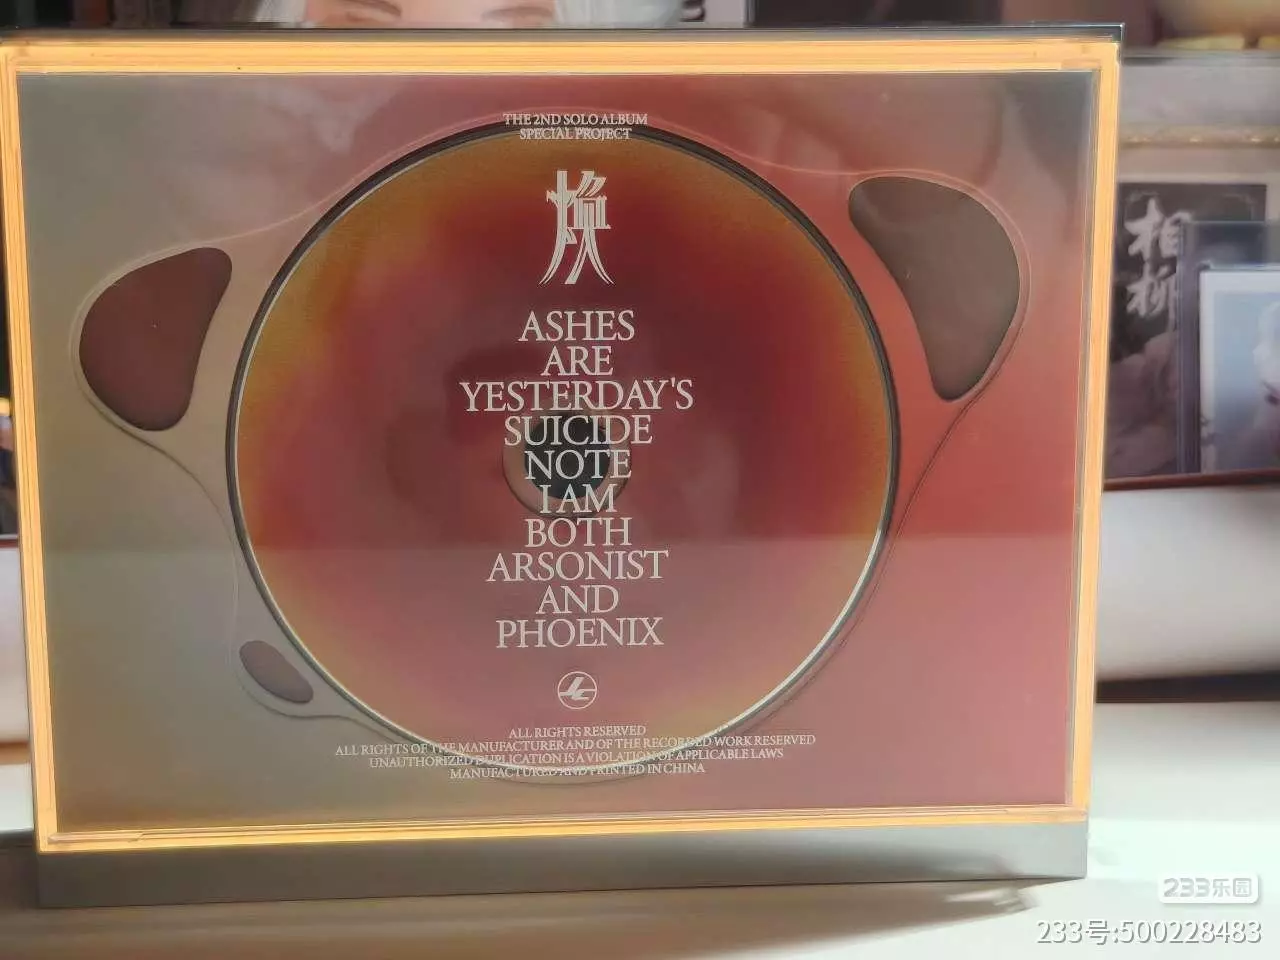 THE 2ND SOLO ALBUM
SPECIAL PROJECT
ASHES
ARE
YESTERDAY'S
SUICIDE
NOTE
I AM
BOTH
ARSONIST
AND
PHOENIX
ALL RIGHTS RESERVED
ALL RIGHTS OF THE MANUFACTURER AND OF THE RECORDED WORK RESERVED
UNAUTHORIZED DUPLICATION IS A VIOLATION OF APPLICABLE LAWS
MANUFACTURED AND PRINTED IN CHINA
相柳
233乐园
233号:500228483